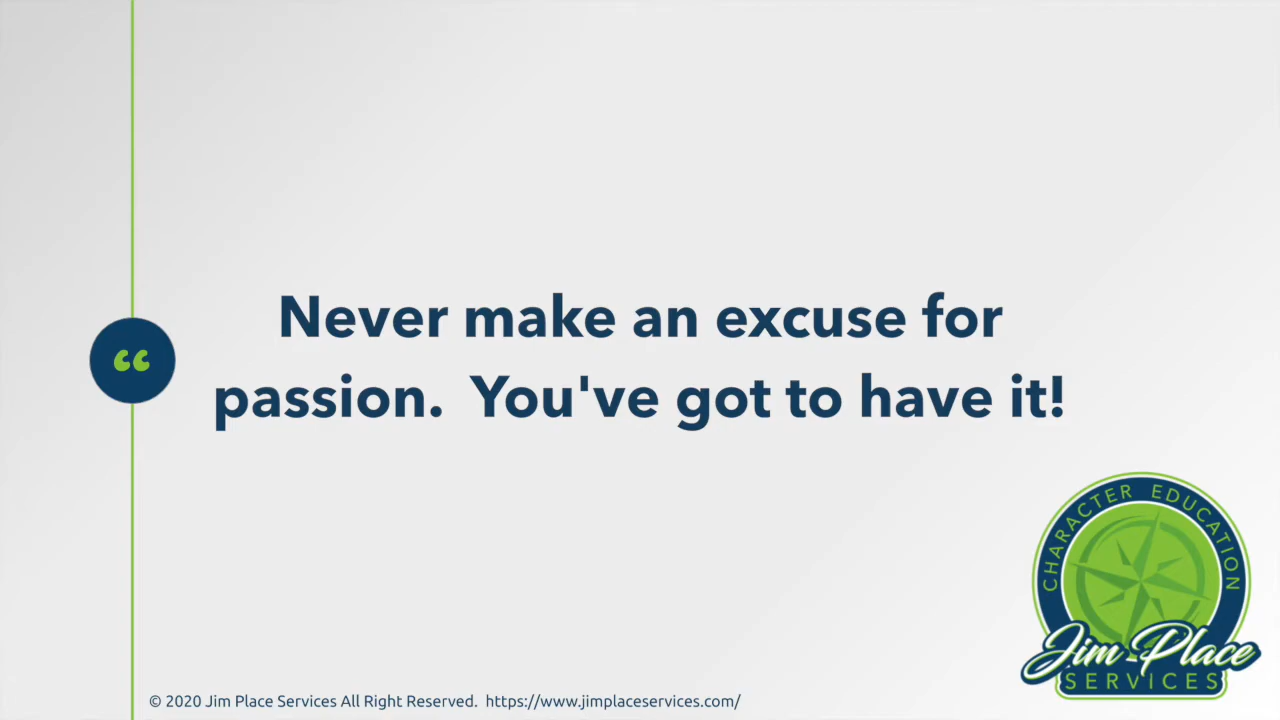 “
Never make an excuse for
passion.  You've got to have it!
CHARACTER EDUCATION
Jim Place
SERVICES
© 2020 Jim Place Services All Right Reserved.  https://www.jimplaceservices.com/